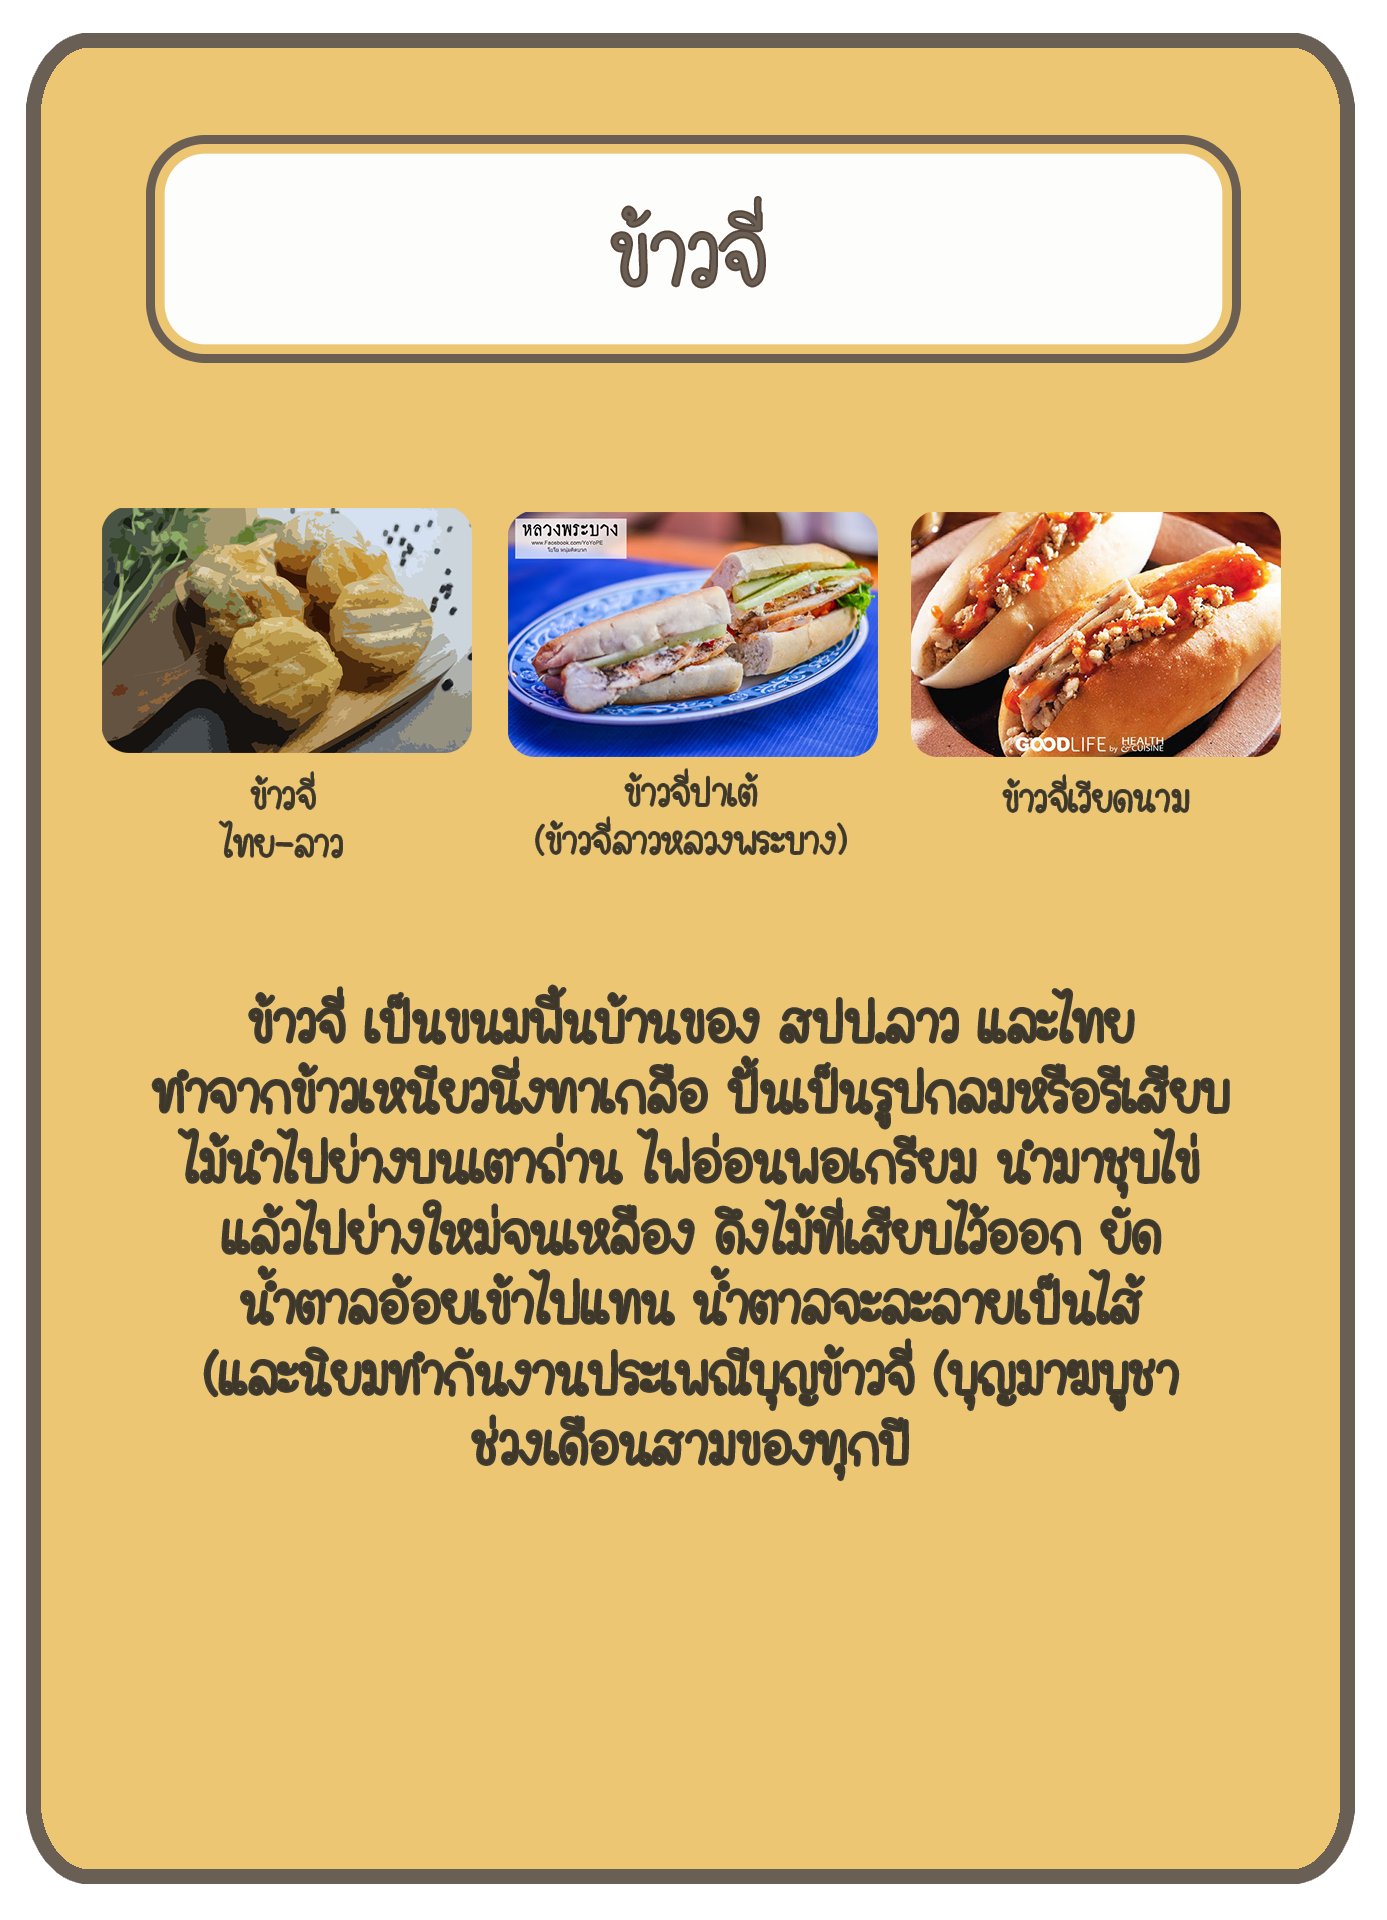 ข้าวจี่
หลวงพระบาง
www.Facebook.com/YoYoPE
GOODLIFE by HEALTH & CUISINE
ข้าวจี่
ไทย-ลาว
ข้าวจี่ปาเต้
(ข้าวจี่ลาวหลวงพระบาง)
ข้าวจี่เวียดนาม
ข้าวจี่ เป็นขนมพื้นบ้านของ สปป.ลาว และไทย
ทำจากข้าวเหนียวนึ่งทาเกลือ ปั้นเป็นรูปกลมหรือรีเสียบ
ไม้นำไปย่างบนเตาถ่าน ไฟอ่อนพอเกรียม นำมาชุบไข่
แล้วไปย่างใหม่จนเหลือง ดึงไม้ที่เสียบไว้ออก ยัด
น้ำตาลอ้อยเข้าไปแทน น้ำตาลจะละลายเป็นไส้
(และนิยมทำกันงานประเพณีบุญข้าวจี่ (บุญมาฆบูชา
ช่วงเดือนสามของทุกปี